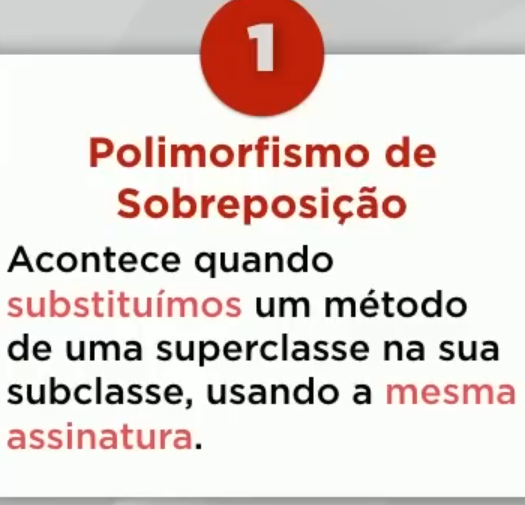 1
Polimorfismo de
Sobreposição
Acontece quando
substituímos um método
de uma superclasse na sua
subclasse, usando a mesma
assinatura.